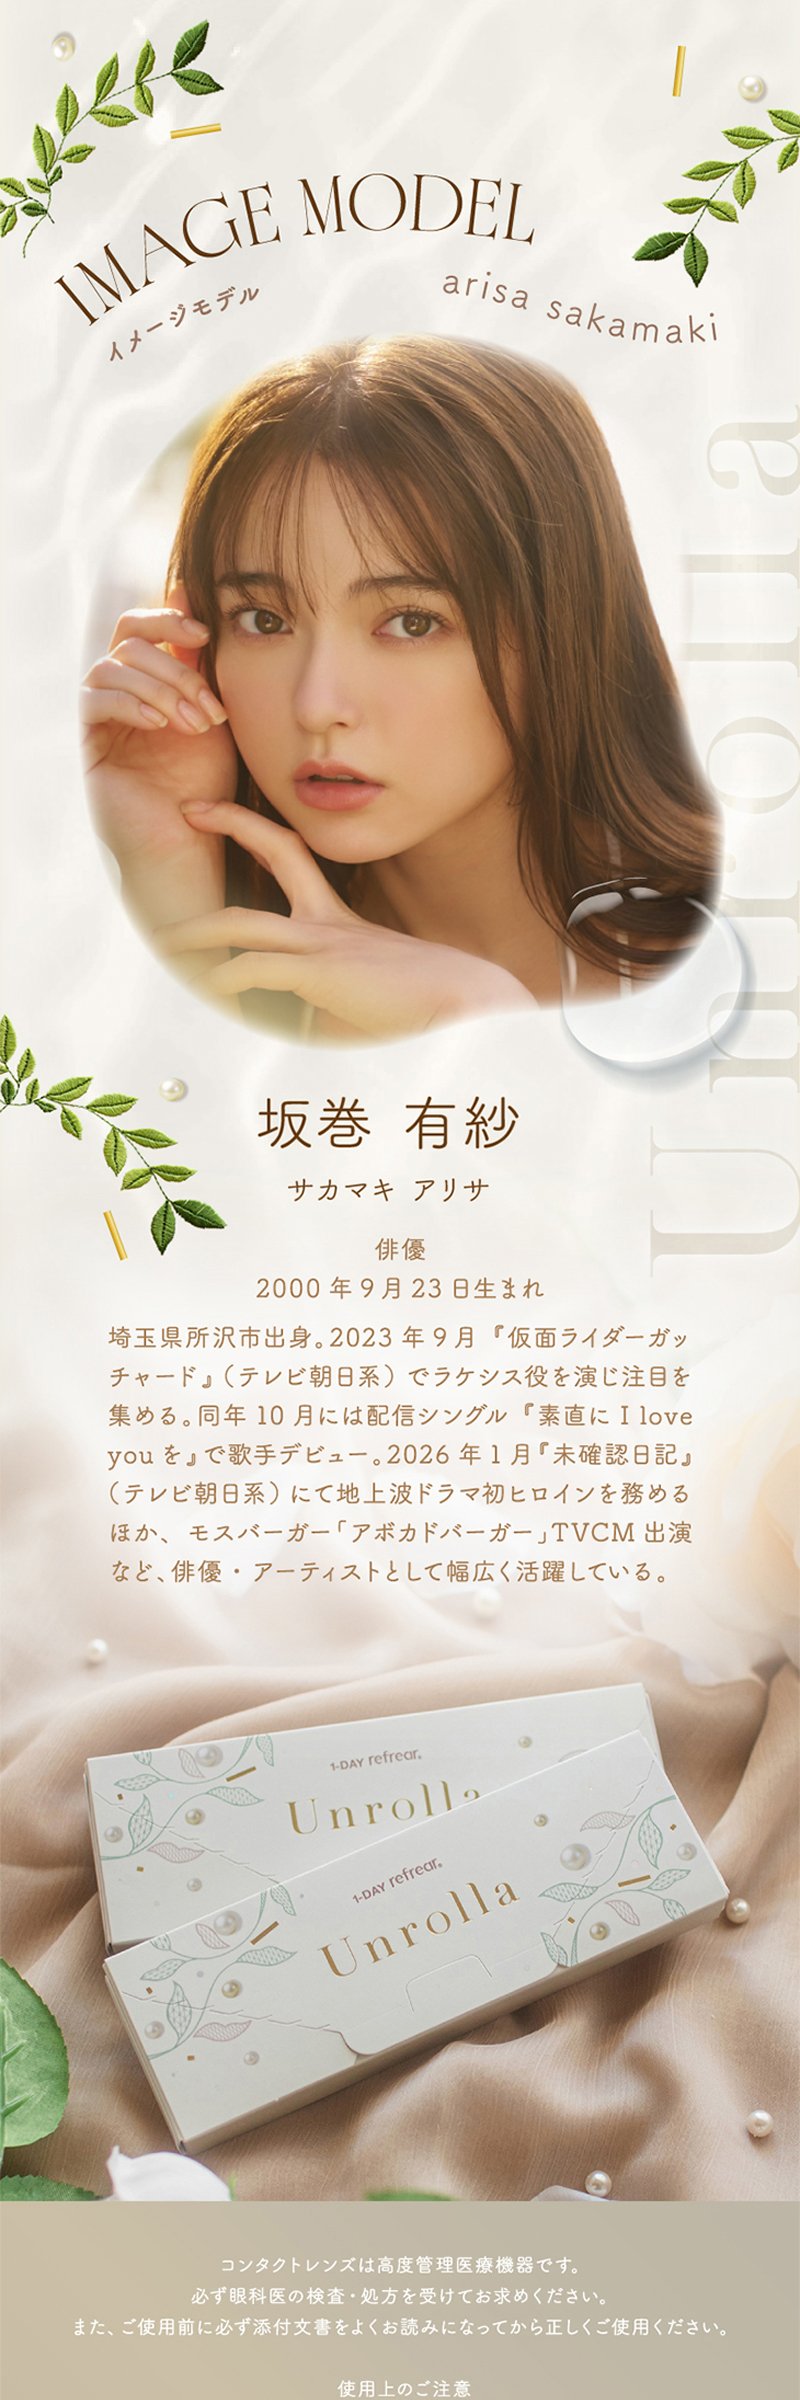 IMAGE MODEL
イメージモデル
arisa sakamaki
Unrolla
坂巻 有紗
サカマキ アリサ
俳優
2000年9月23日生まれ
埼玉県所沢市出身。2023年9月『仮面ライダーガッ
チャード』（テレビ朝日系）でラケシス役を演じ注目を
集める。同年10月には配信シングル『素直に I love
you を』で歌手デビュー。2026年1月『未確認日記』
（テレビ朝日系）にて地上波ドラマ初ヒロインを務める
ほか、モスバーガー「アボカドバーガー」TVCM出演
など、俳優・アーティストとして幅広く活躍している。
1-DAY refrear®
Unrolla
1-DAY refrear®
Unrolla
コンタクトレンズは高度管理医療機器です。
必ず眼科医の検査・処方を受けてお求めください。
また、ご使用前に必ず添付文書をよくお読みになってから正しくご使用ください。
使用上のご注意